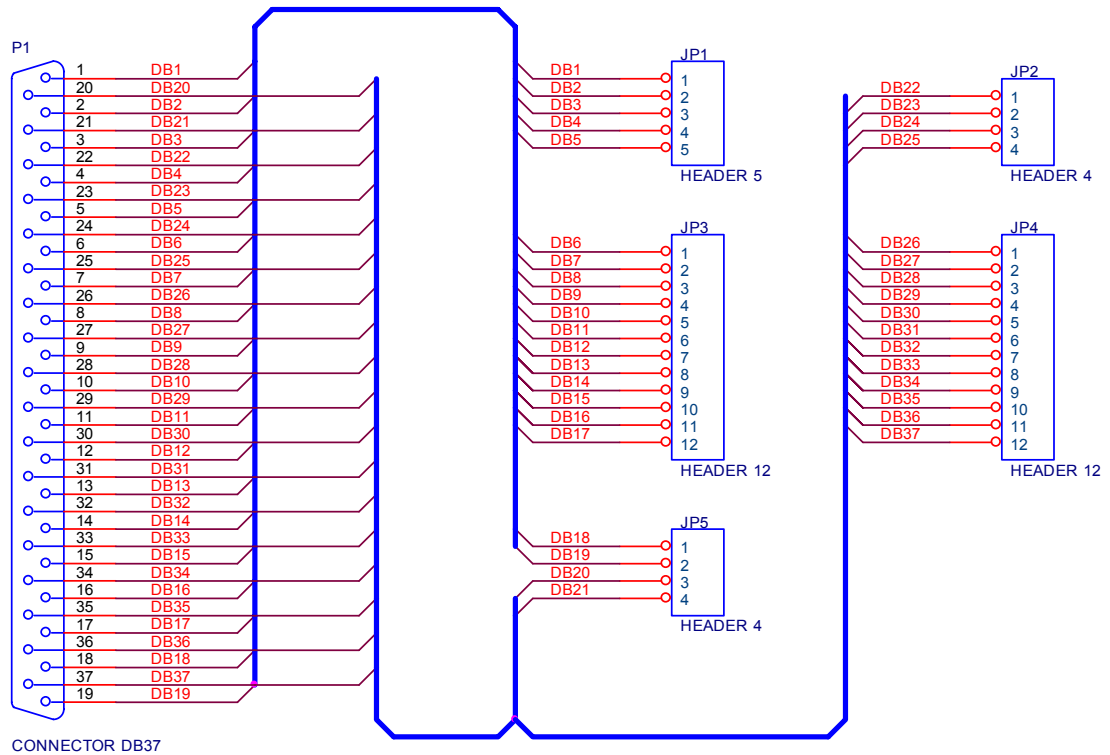 P1
1 DB1
20 DB20
2 DB2
21 DB21
3 DB3
22 DB22
4 DB4
23 DB23
5 DB5
24 DB24
6 DB6
25 DB25
7 DB7
26 DB26
8 DB8
27 DB27
9 DB9
28 DB28
10 DB10
29 DB29
11 DB11
30 DB30
12 DB12
31 DB31
13 DB13
32 DB32
14 DB14
33 DB33
15 DB15
34 DB34
16 DB16
35 DB35
17 DB17
36 DB36
18 DB18
37 DB37
19 DB19
CONNECTOR DB37
JP1
DB1 1
DB2 2
DB3 3
DB4 4
DB5 5
HEADER 5
JP2
DB22 1
DB23 2
DB24 3
DB25 4
HEADER 4
JP3
DB6 1
DB7 2
DB8 3
DB9 4
DB10 5
DB11 6
DB12 7
DB13 8
DB14 9
DB15 10
DB16 11
DB17 12
HEADER 12
JP4
DB26 1
DB27 2
DB28 3
DB29 4
DB30 5
DB31 6
DB32 7
DB33 8
DB34 9
DB35 10
DB36 11
DB37 12
HEADER 12
JP5
DB18 1
DB19 2
DB20 3
DB21 4
HEADER 4